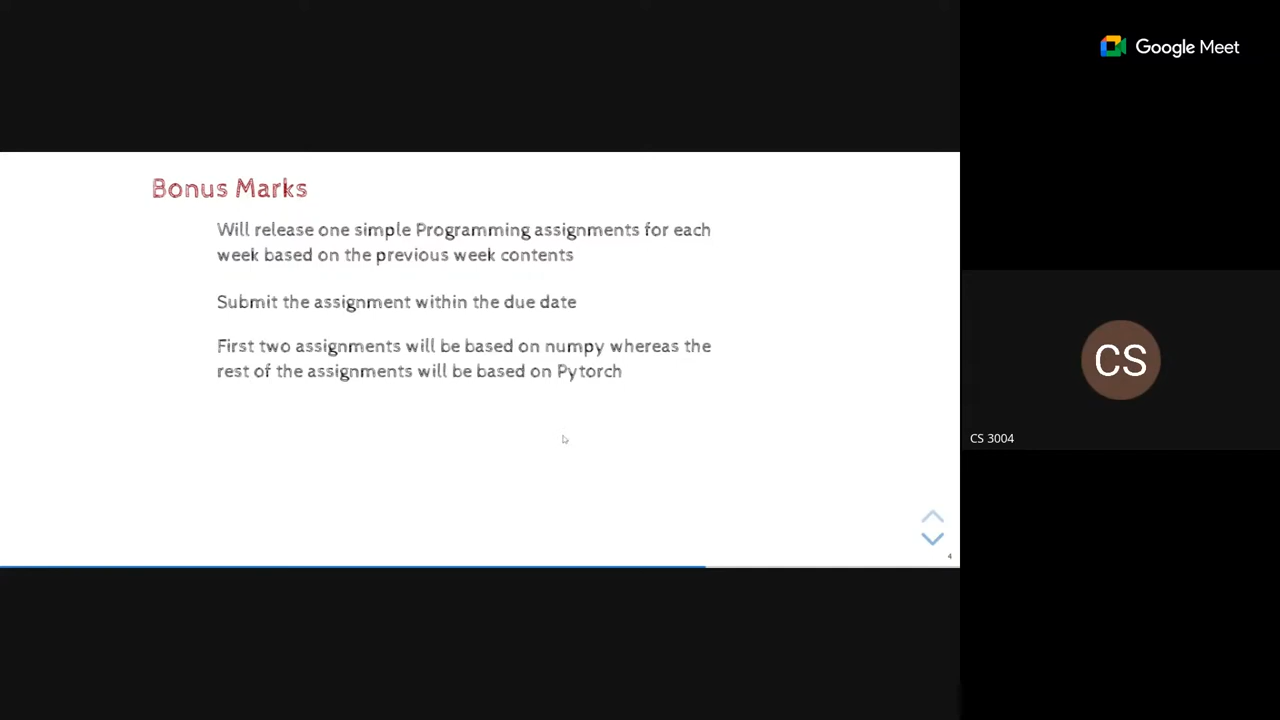 Google Meet
Bonus Marks
Will release one simple Programming assignments for each
week based on the previous week contents
Submit the assignment within the due date
First two assignments will be based on numpy whereas the
rest of the assignments will be based on Pytorch
CS
CS 3004
4